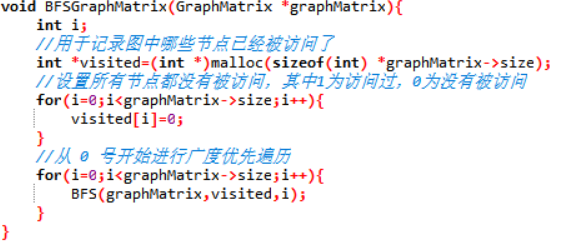 void BFSGraphMatrix(GraphMatrix *graphMatrix){
int i;
//用于记录图中哪些节点已经被访问了
int *visited=(int *)malloc(sizeof(int) *graphMatrix->size);
//设置所有节点都没有被访问，其中1为访问过，0为没有被访问
for(i=0;i<graphMatrix->size;i++){
visited[i]=0;
}
//从 0 号开始进行广度优先遍历
for(i=0;i<graphMatrix->size;i++){
BFS(graphMatrix,visited,i);
}
}